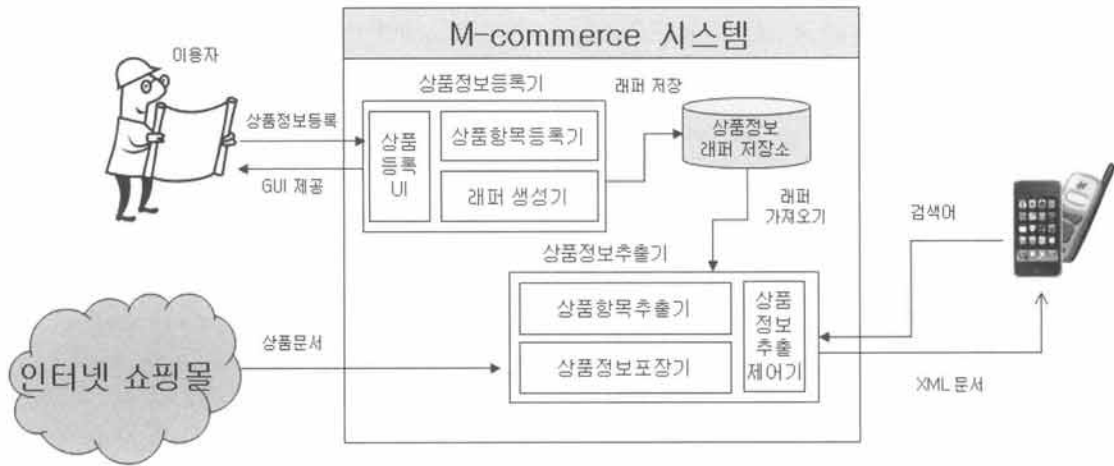 M-commerce 시스템
이용자
상품정보등록
GUI 제공
상품정보등록기
상품
등록
UI
상품항목등록기
래퍼 생성기
래퍼 저장
상품정보
래퍼 저장소
래퍼
가져오기
상품정보추출기
상품항목추출기
상품정보포장기
상품
정보
추출
제어기
인터넷 쇼핑몰
상품문서
검색어
XML 문서